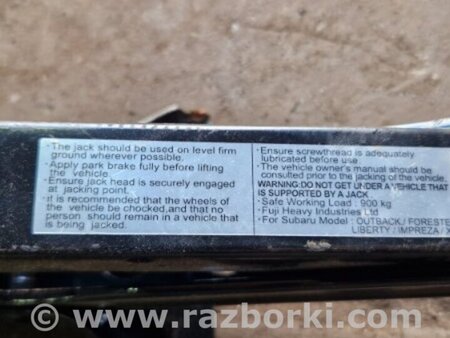 · The jack should be used on level firm
ground wherever possible.
· Apply park brake fully before lifting
the vehicle.
· Ensure jack head is securely engaged
at jacking point.
· it is recommended that the wheels of
the vehicle be chocked,and that no
person should remain in a vehicle that
is being jacked.
· Ensure screwthread is adequately
lubricated before use.
· The vehicle owner's manual should be
consulted prior to the jacking of the vehicle.
WARNING:DO NOT GET UNDER A VEHICLE THAT
IS SUPPORTED BY A JACK
· Safe Working Load : 900 kg
· Fuji Heavy Industries Ltd
· For Subaru Model : OUTBACK / FORESTE
LIBERTY / IMPREZA /
www.razborki.com